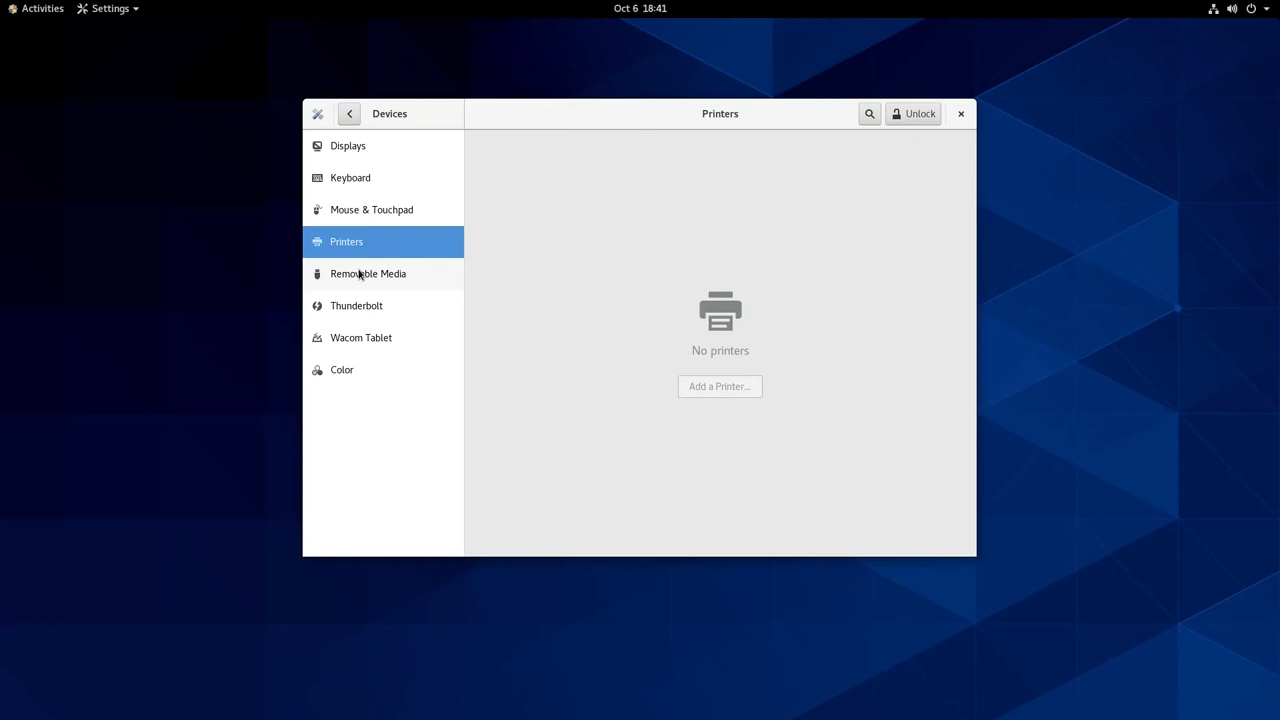 Activities
Settings
Oct 6 18:41
Devices
Printers
Unlock
Displays
Keyboard
Mouse & Touchpad
Printers
Removable Media
Thunderbolt
Wacom Tablet
Color
No printers
Add a Printer...